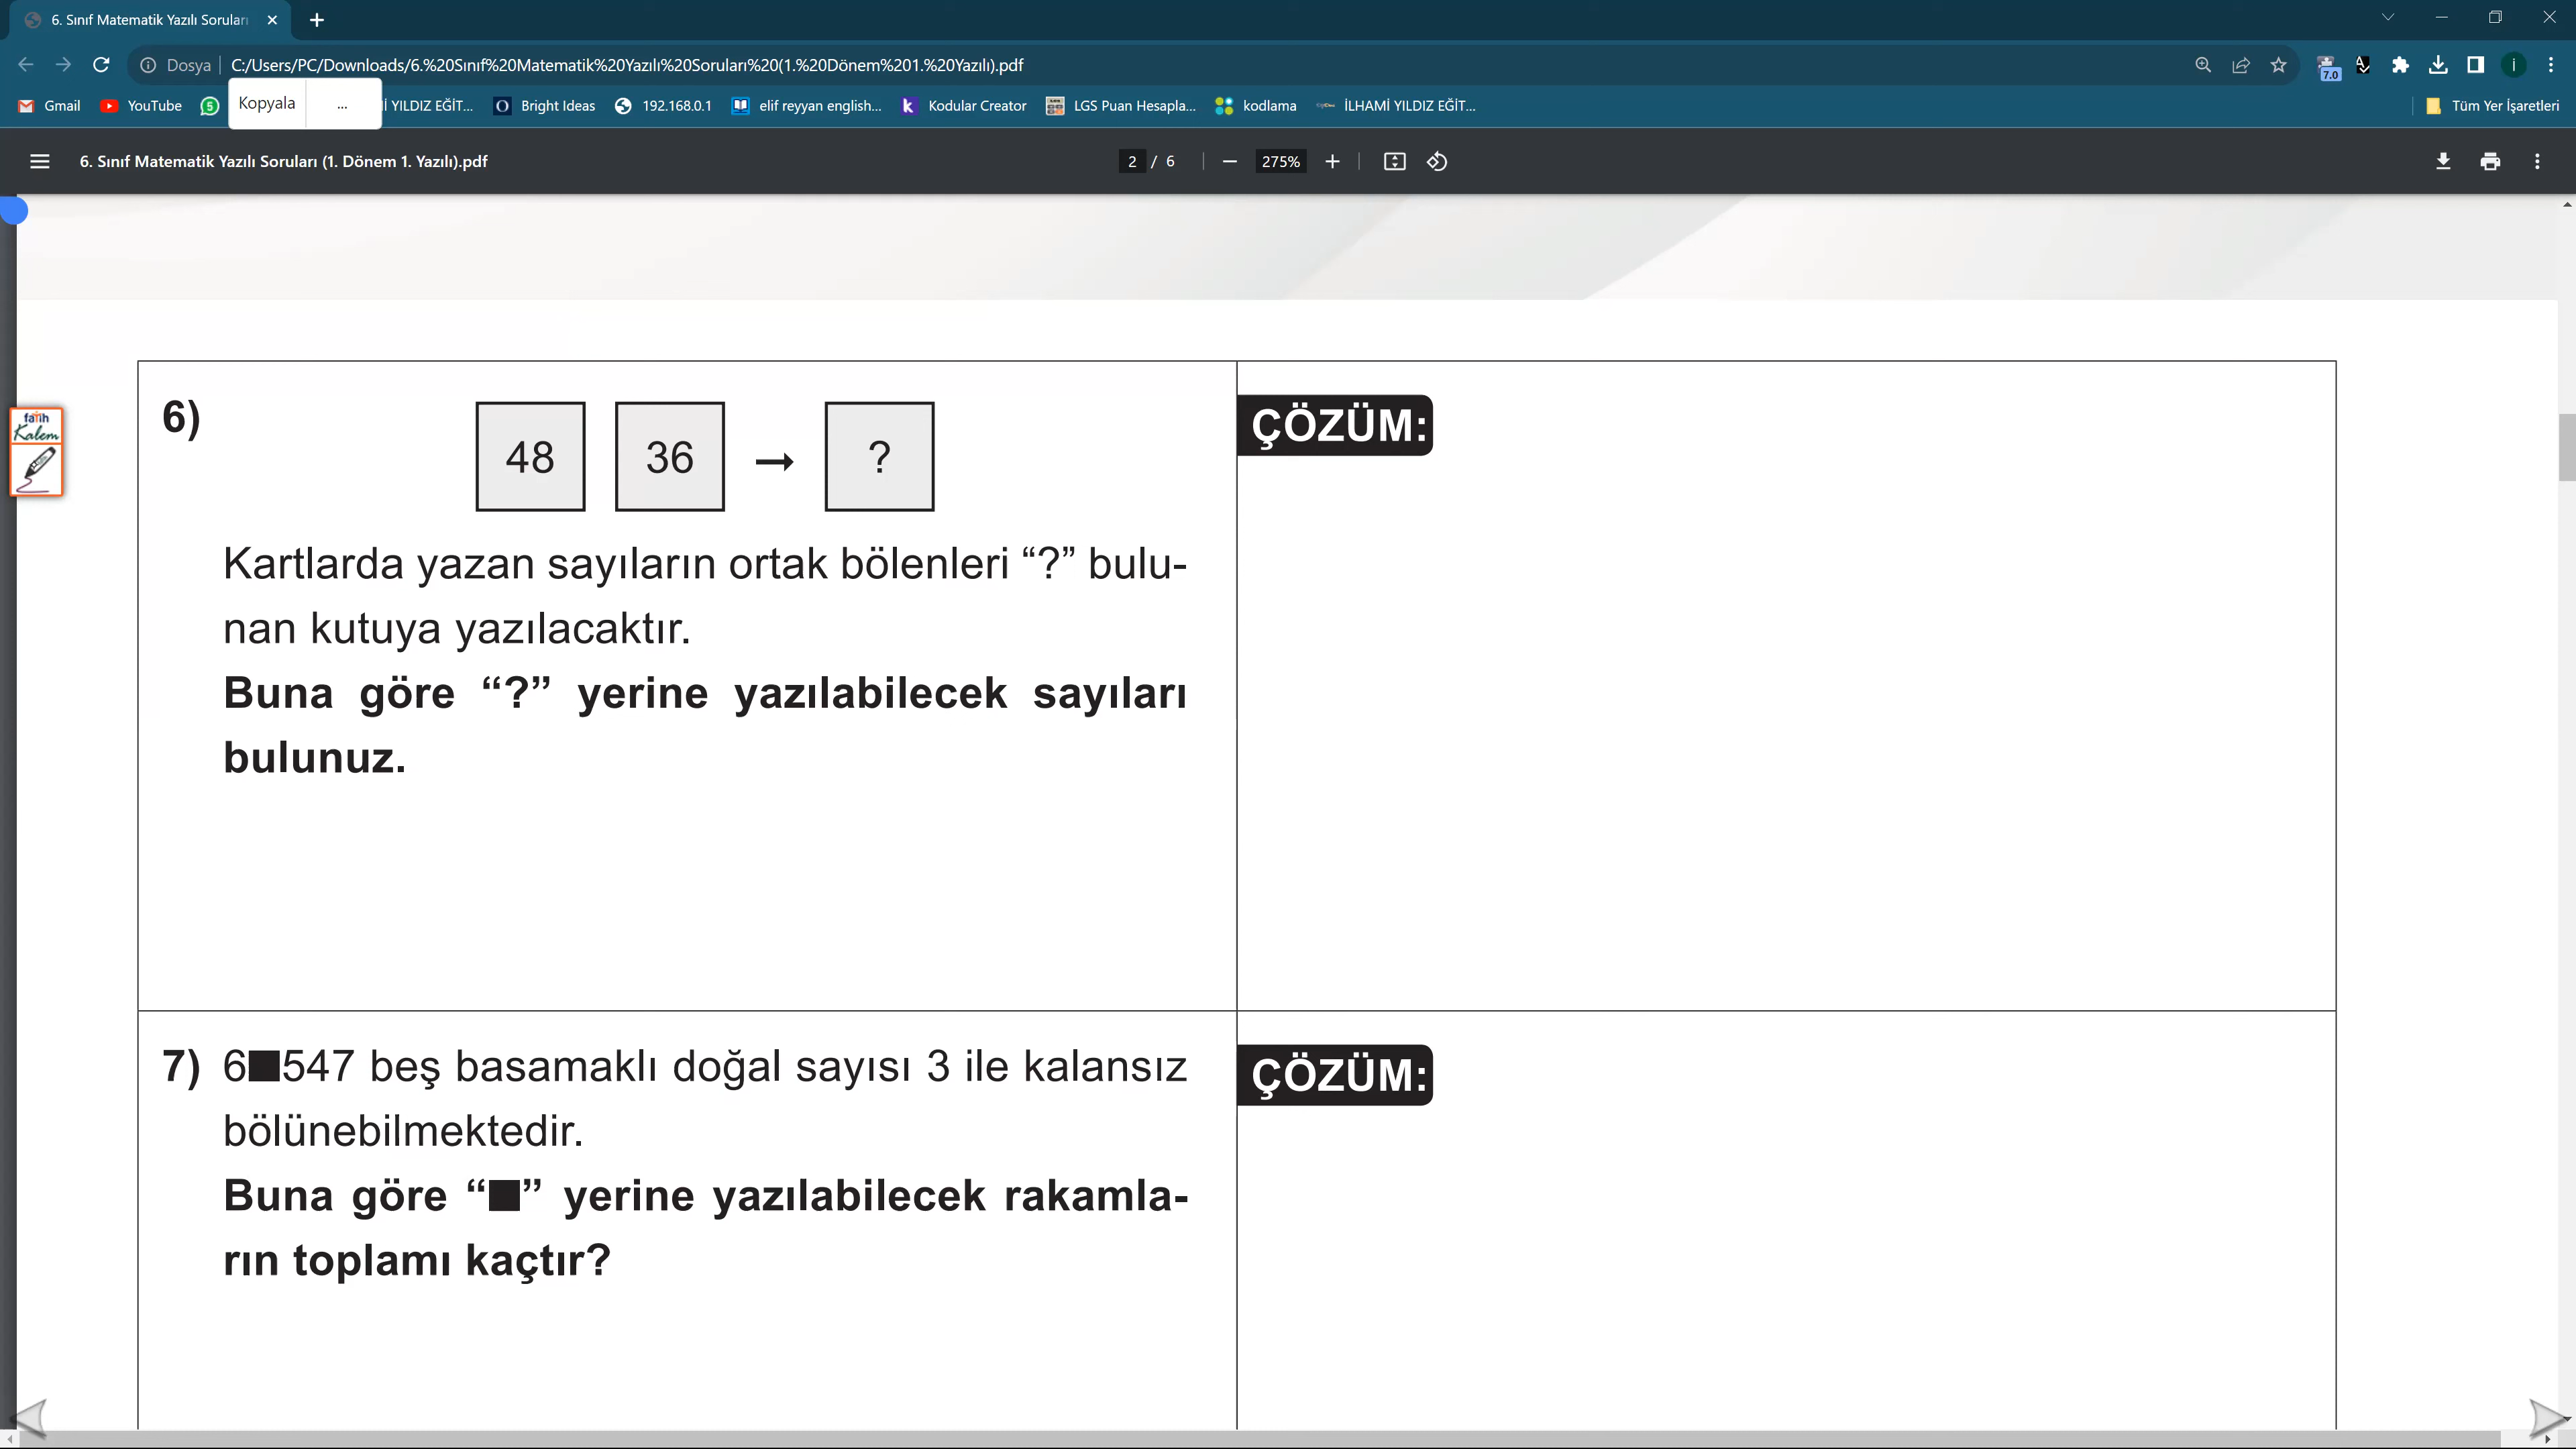 6. Sınıf Matematik Yazılı Soruları
Dosya
C:/Users/PC/Downloads/6.%20Sınıf%20Matematik%20Yazılı%20Soruları%20(1.%20Dönem%201.%20Yazılı).pdf
7.0
i
Gmail
YouTube
5
Kopyala
...
İ YILDIZ EĞİT...
Bright Ideas
192.168.0.1
elif reyyan english...
Kodular Creator
LGS Puan Hesapla...
kodlama
İLHAMİ YILDIZ EĞİT...
Tüm Yer İşaretleri
6. Sınıf Matematik Yazılı Soruları (1. Dönem 1. Yazılı).pdf
2 / 6
275%
fatih
Kalem
6)
48 36 → ?
Kartlarda yazan sayıların ortak bölenleri “?” bulu-
nan kutuya yazılacaktır.
Buna göre “?” yerine yazılabilecek sayıları
bulunuz.
ÇÖZÜM:
7) 6■547 beş basamaklı doğal sayısı 3 ile kalansız
bölünebilmektedir.
Buna göre “■” yerine yazılabilecek rakamla-
rın toplamı kaçtır?
ÇÖZÜM: